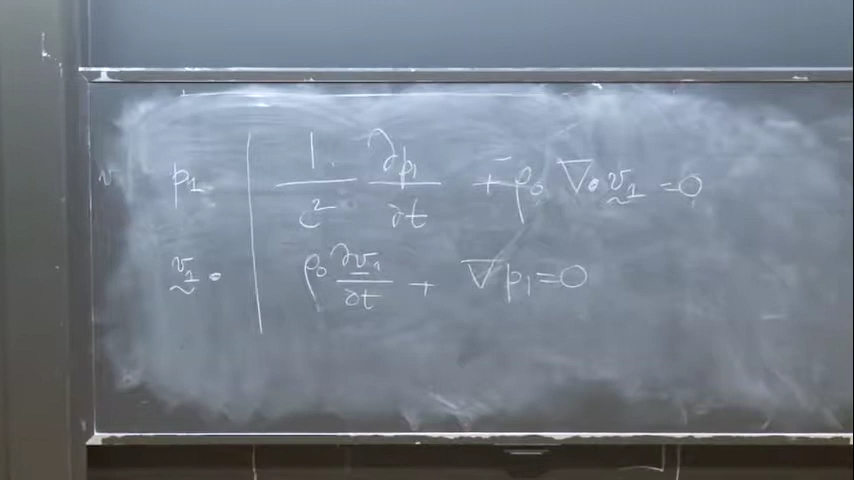 p₁ | 1/c² ∂p₁/∂t + ρ₀ ∇·v₁ = 0
v₁· | ρ₀ ∂v₁/∂t + ∇p₁ = 0